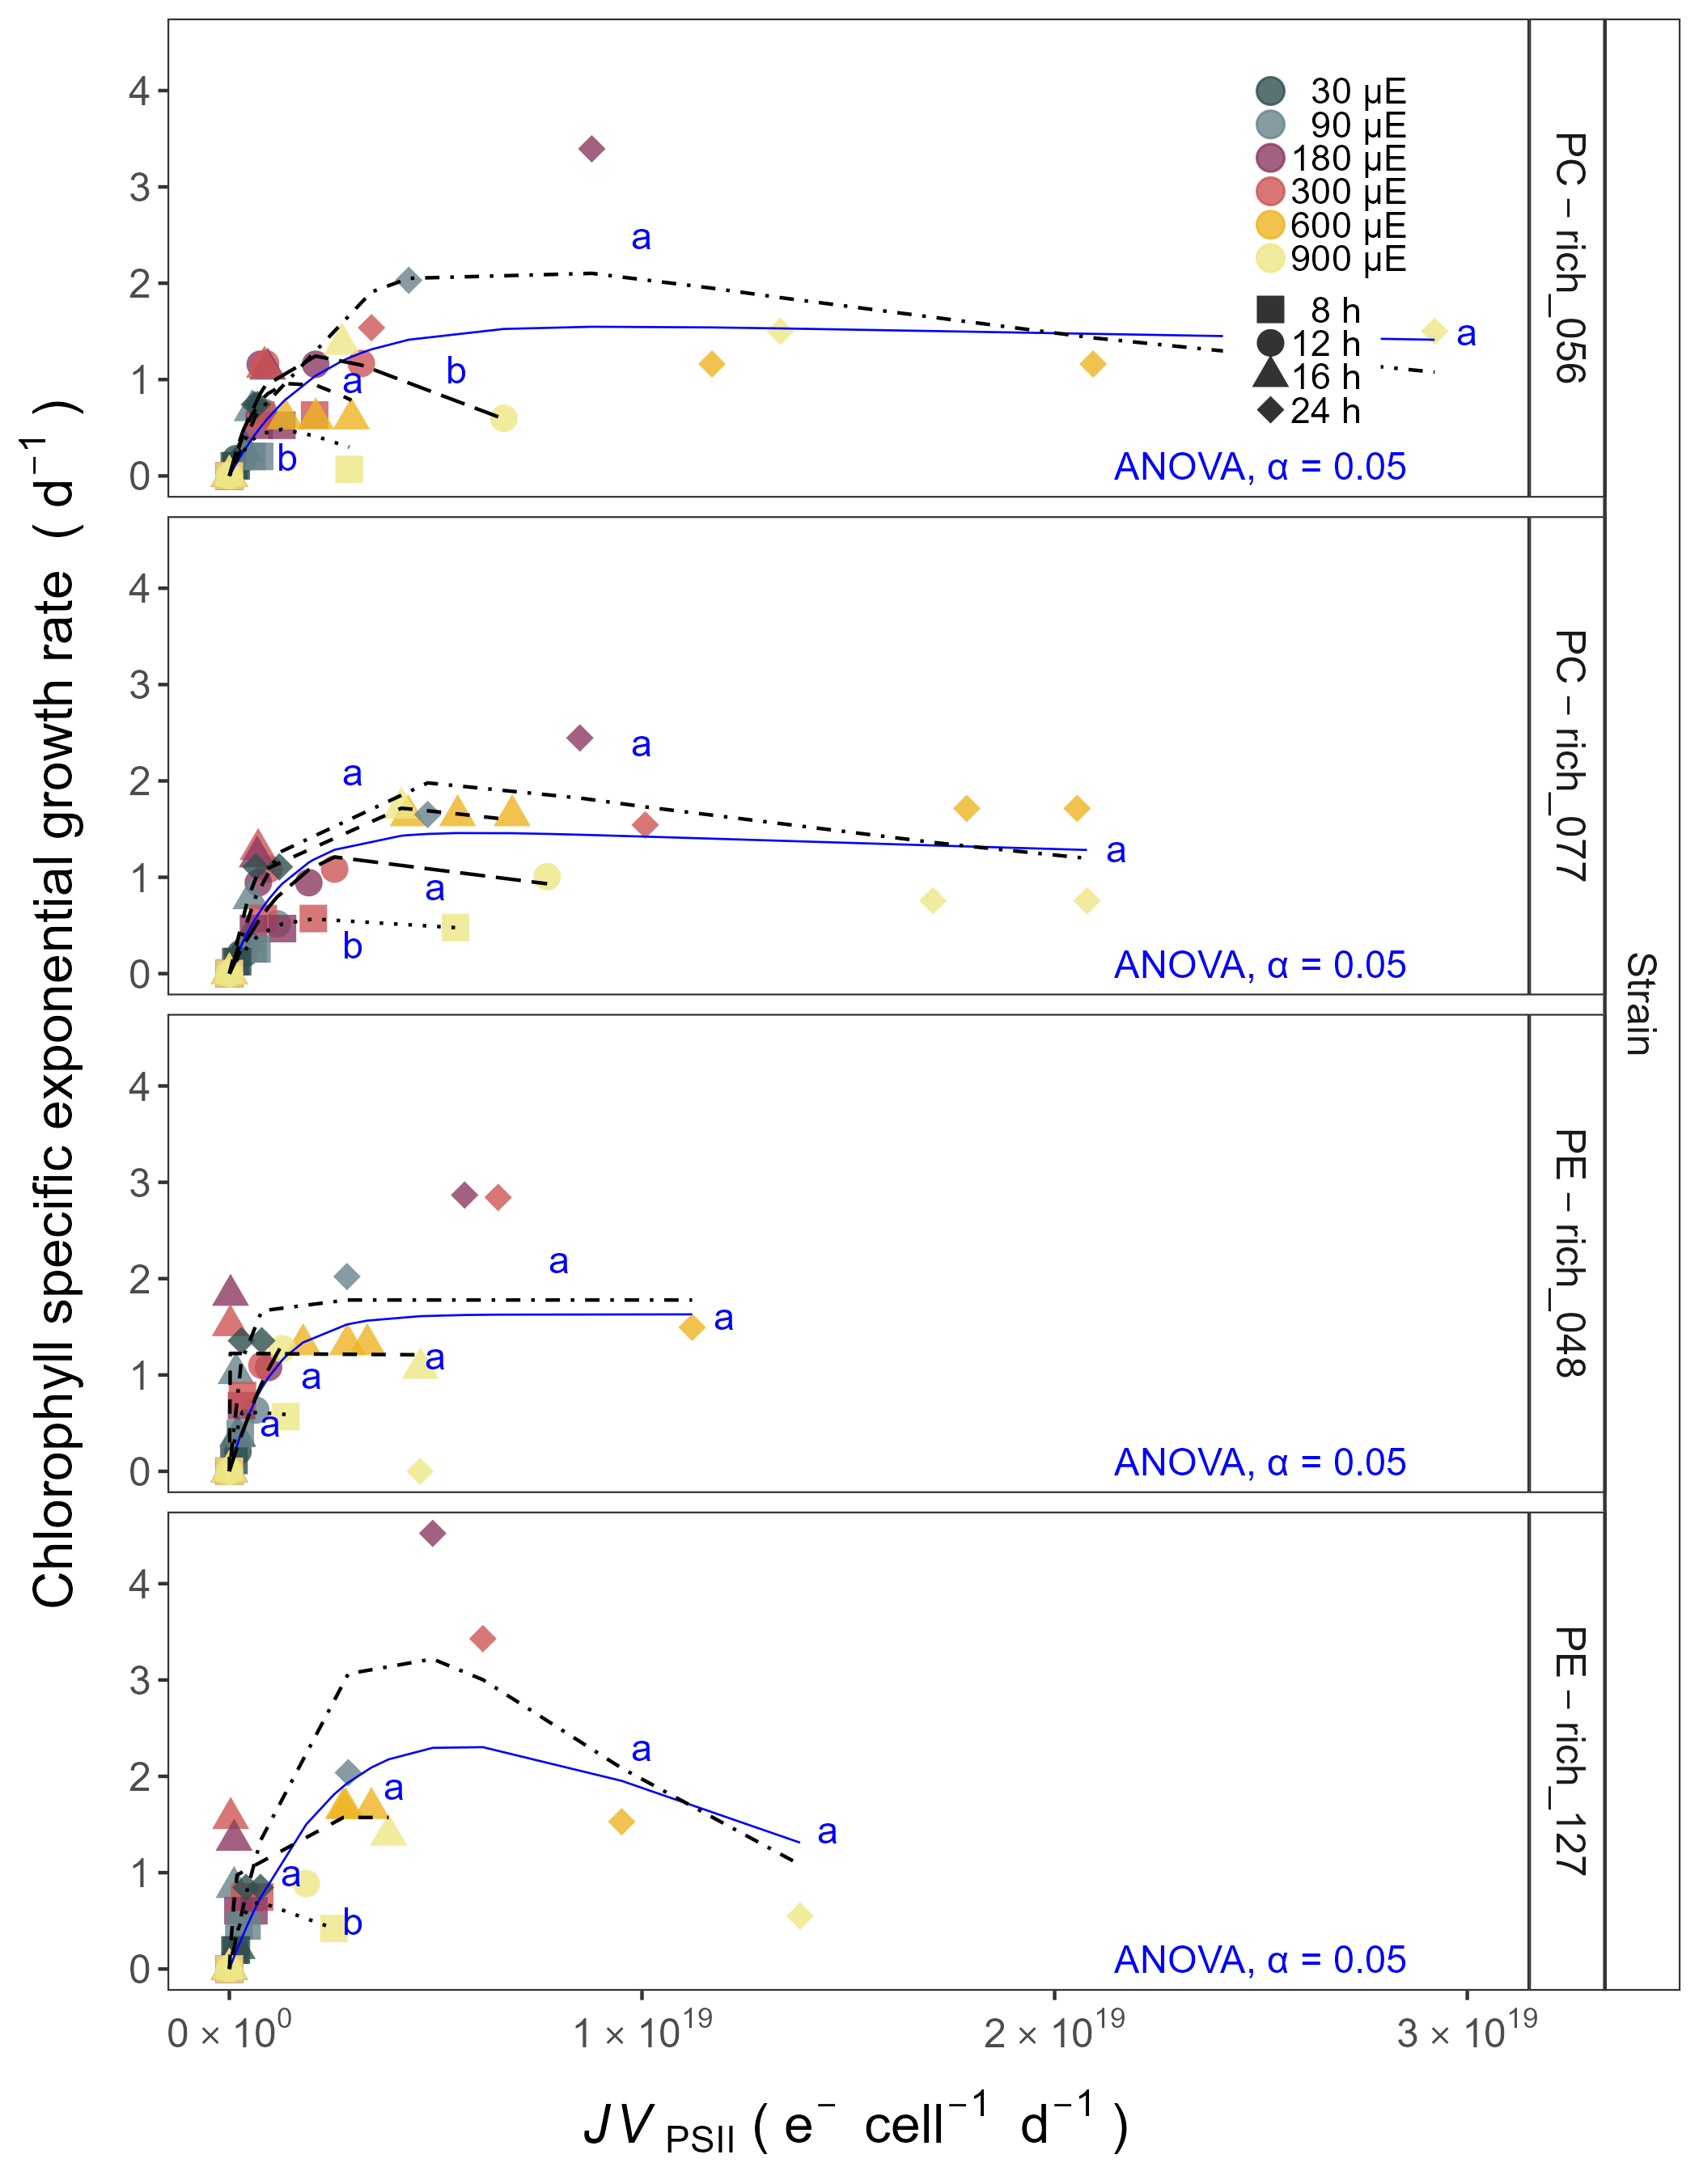 Chlorophyll specific exponential growth rate ( d⁻¹ )
4
3
2
1
0
30 µE
90 µE
180 µE
300 µE
600 µE
900 µE
8 h
12 h
16 h
24 h
a
b
a
b
a
ANOVA, α = 0.05
PC – rich_056
4
3
2
1
0
a
a
a
b
a
ANOVA, α = 0.05
PC – rich_077
Strain
4
3
2
1
0
a
a
a
a
a
ANOVA, α = 0.05
PE – rich_048
4
3
2
1
0
a
a
a
a
b
ANOVA, α = 0.05
PE – rich_127
0 × 10⁰
1 × 10¹⁹
2 × 10¹⁹
3 × 10¹⁹
JV PSII ( e⁻ cell⁻¹ d⁻¹ )